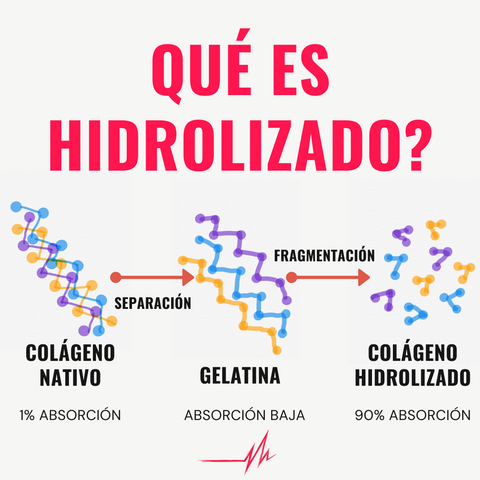 QUÉ ES
HIDROLIZADO?
FRAGMENTACIÓN
SEPARACIÓN
COLÁGENO
NATIVO
GELATINA
COLÁGENO
HIDROLIZADO
1% ABSORCIÓN
ABSORCIÓN BAJA
90% ABSORCIÓN